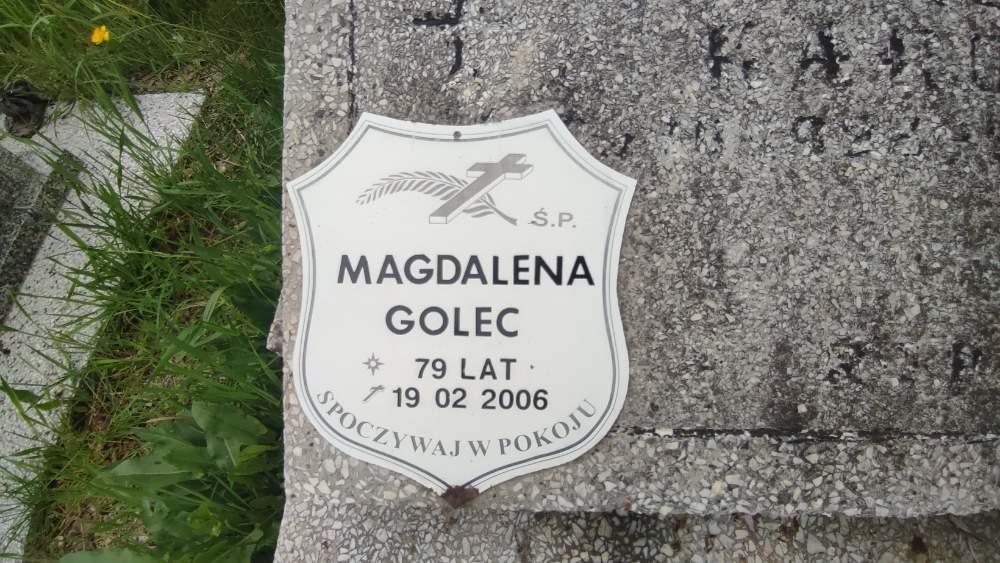 Ś.P.
MAGDALENA
GOLEC
79 LAT
19 02 2006
SPOCZYWAJ W POKOJU